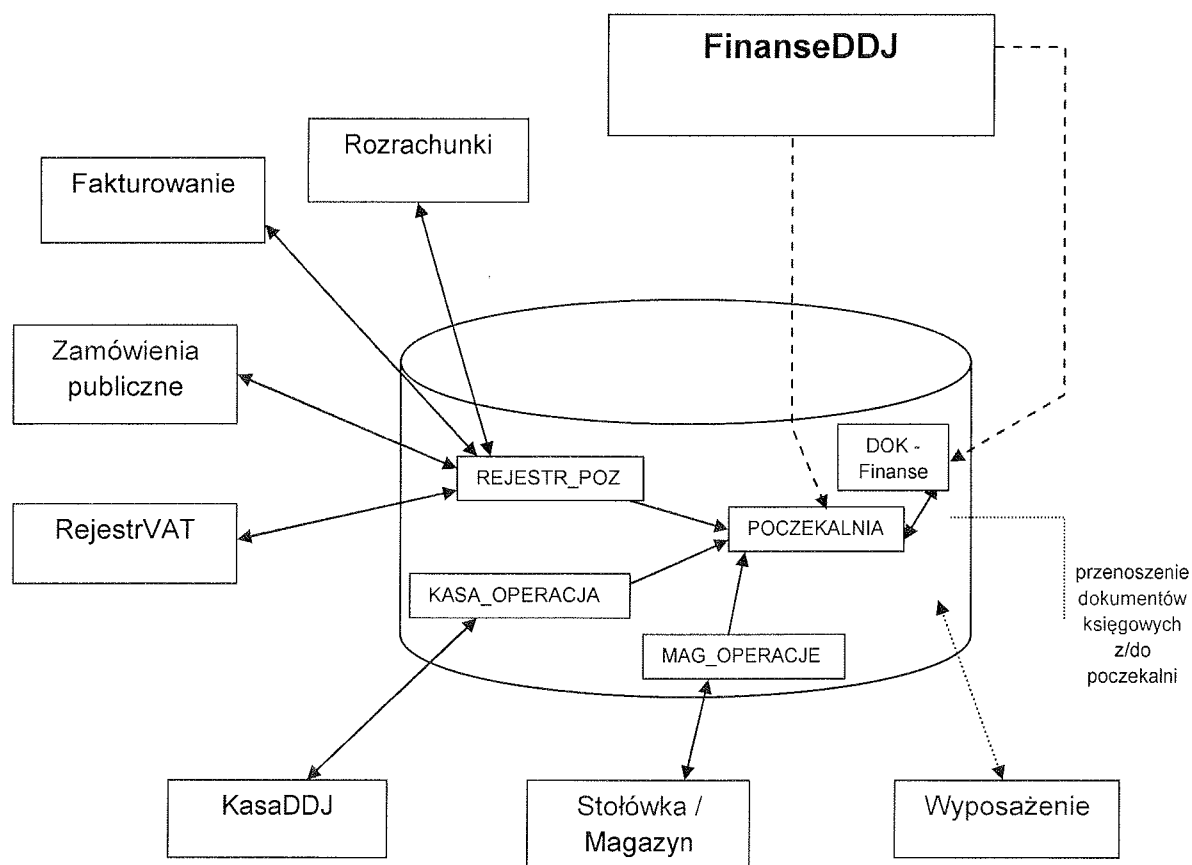 FinanseDDJ
Rozrachunki
Fakturowanie
Zamówienia
publiczne
DOK -
Finanse
REJESTR_POZ
RejestrVAT
POCZEKALNIA
KASA_OPERACJA
przenoszenie
dokumentów
księgowych
z/do
poczekalni
MAG_OPERACJE
KasaDDJ
Stołówka /
Magazyn
Wyposażenie